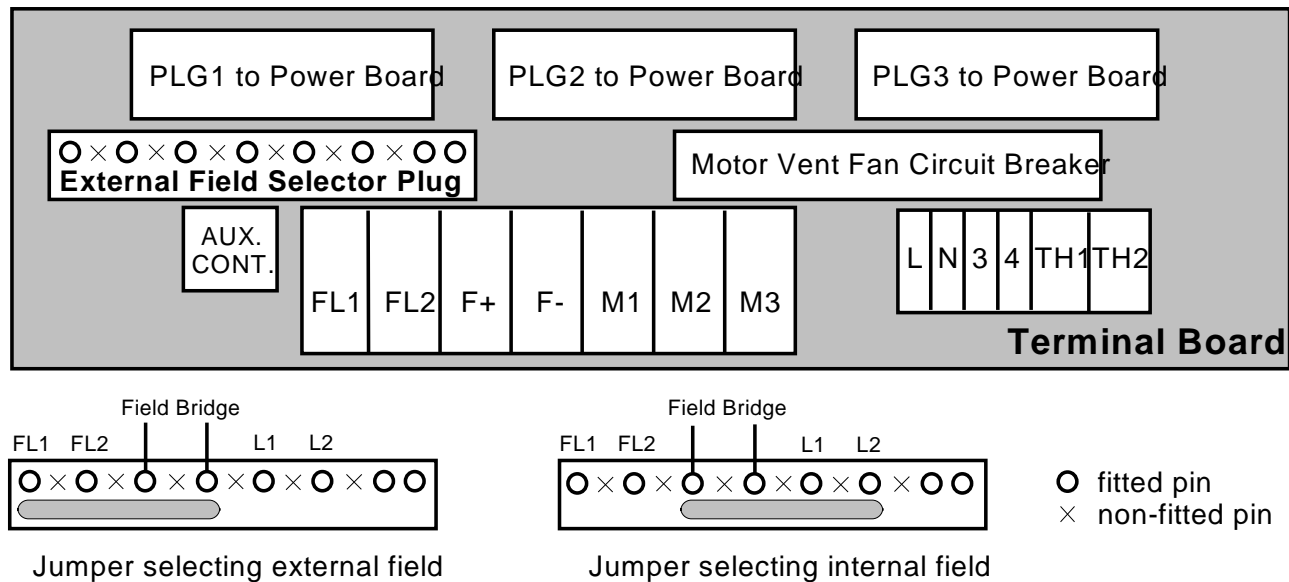 PLG1 to Power Board PLG2 to Power Board PLG3 to Power Board
External Field Selector Plug
Motor Vent Fan Circuit Breaker
AUX.
CONT.
FL1 FL2 F+ F- M1 M2 M3
L N 3 4 TH1 TH2
Terminal Board
Field Bridge
FL1 FL2 L1 L2
Jumper selecting external field
Field Bridge
FL1 FL2 L1 L2
Jumper selecting internal field
fitted pin
non-fitted pin